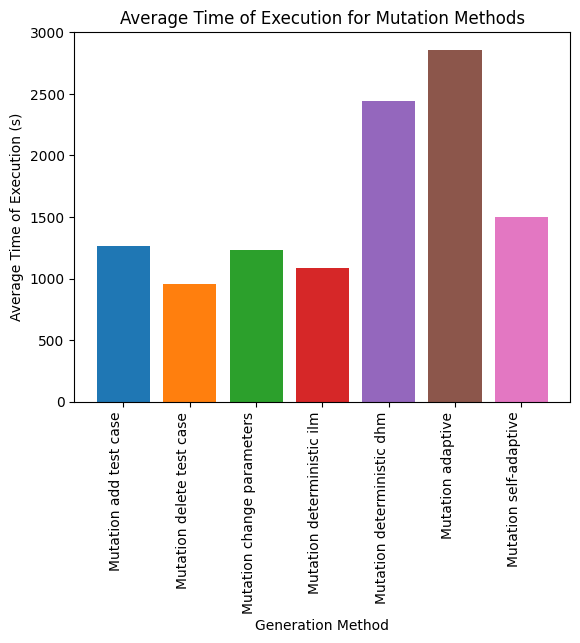 Average Time of Execution for Mutation Methods
Average Time of Execution (s)
3000
2500
2000
1500
1000
500
0
Mutation add test case
Mutation delete test case
Mutation change parameters
Mutation deterministic ilm
Mutation deterministic dhm
Mutation adaptive
Mutation self-adaptive
Generation Method